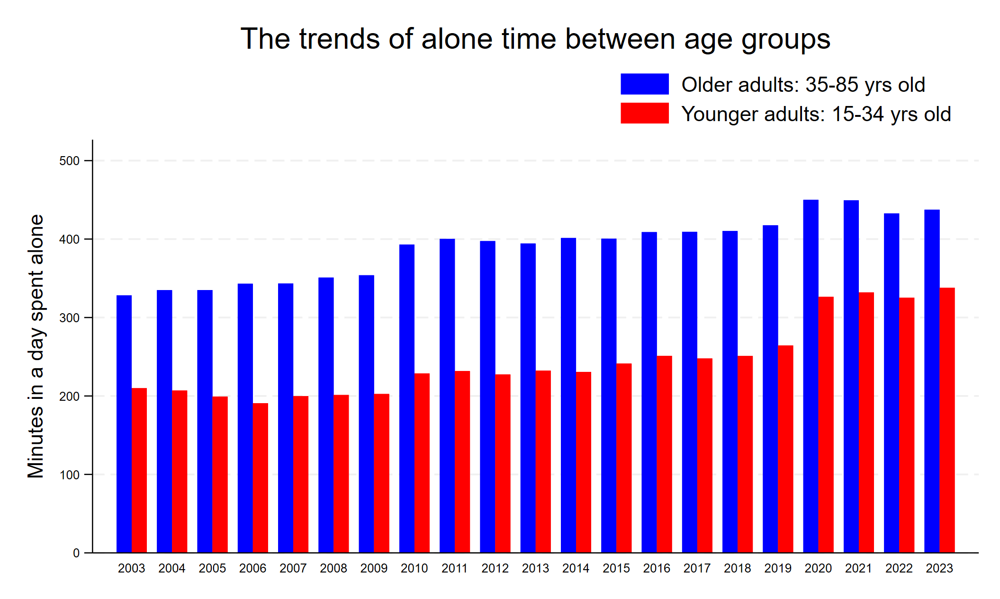 The trends of alone time between age groups
Older adults: 35-85 yrs old
Younger adults: 15-34 yrs old
Minutes in a day spent alone
500
400
300
200
100
0
2003 2004 2005 2006 2007 2008 2009 2010 2011 2012 2013 2014 2015 2016 2017 2018 2019 2020 2021 2022 2023